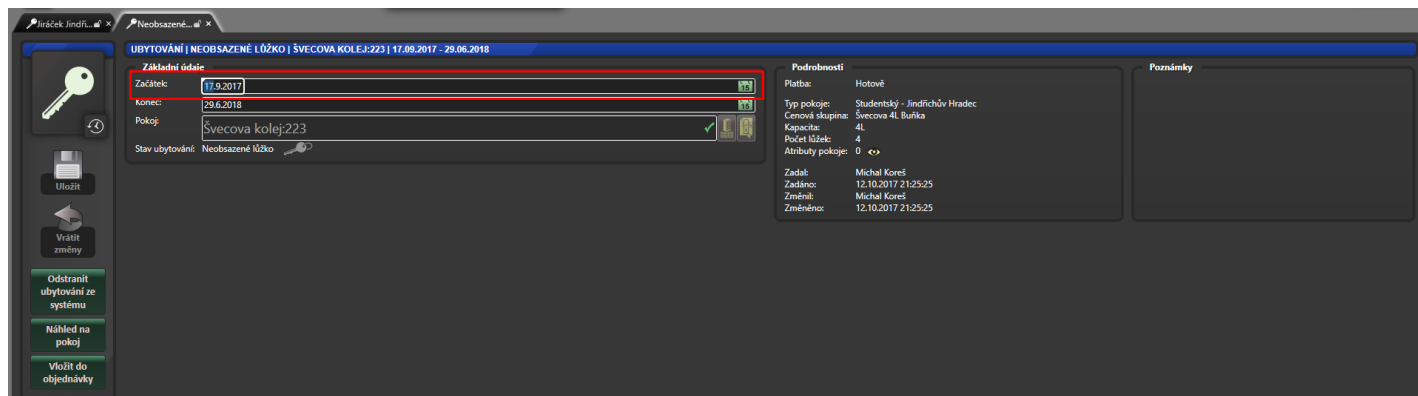 Jiráček Jindři... ×
Neobsazené... ×
UBYTOVÁNÍ | NEOBSAZENÉ LŮŽKO | ŠVECOVA KOLEJ:223 | 17.09.2017 - 29.06.2018
Uložit
Vrátit
změny
Odstranit
ubytování ze
systému
Náhled na
pokoj
Vložit do
objednávky
Základní údaje
Začátek: 17.9.2017 15
Konec: 29.6.2018 15
Pokoj: Švecova kolej:223
Stav ubytování: Neobsazené lůžko
Podrobnosti
Platba: Hotově
Typ pokoje: Studentský - Jindřichův Hradec
Cenová skupina: Švecova 4L Buňka
Kapacita: 4L
Počet lůžek: 4
Atributy pokoje: 0
Zadal: Michal Koreš
Zadáno: 12.10.2017 21:25:25
Změnil: Michal Koreš
Změněno: 12.10.2017 21:25:25
Poznámky